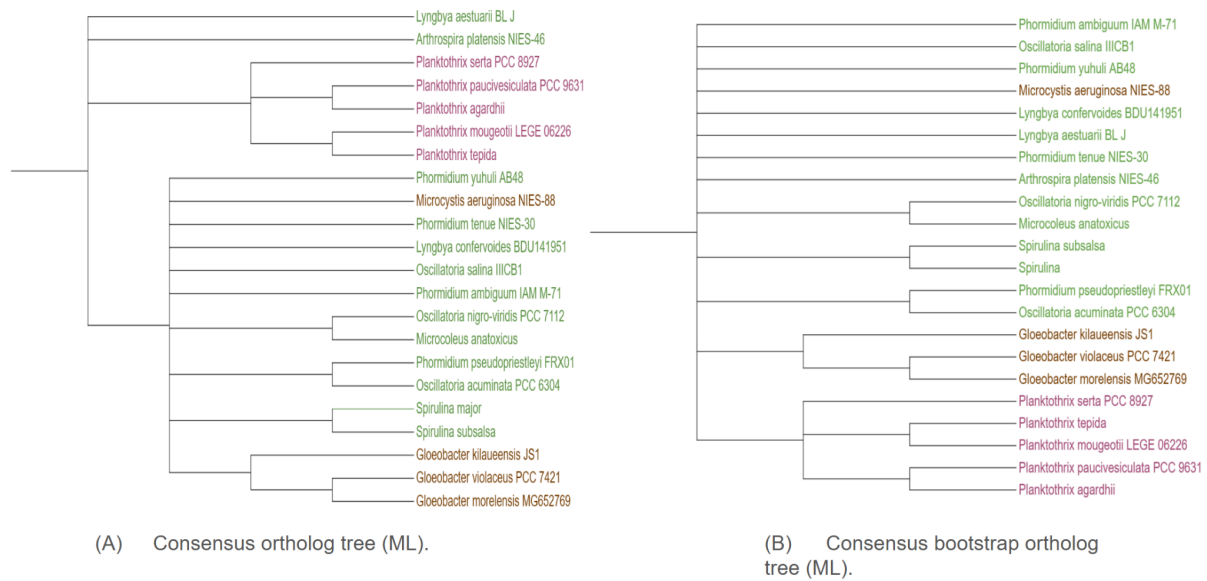 Lyngbya aestuarii BL J
Arthrospira platensis NIES-46
Planktothrix serta PCC 8927
Planktothrix paucivesiculata PCC 9631
Planktothrix agardhii
Planktothrix mougeotii LEGE 06226
Planktothrix tepida
Phormidium yuhuli AB48
Microcystis aeruginosa NIES-88
Phormidium tenue NIES-30
Lyngbya confervoides BDU141951
Oscillatoria salina IIICB1
Phormidium ambiguum IAM M-71
Oscillatoria nigro-viridis PCC 7112
Microcoleus anatoxicus
Phormidium pseudopriestleyi FRX01
Oscillatoria acuminata PCC 6304
Spirulina major
Spirulina subsalsa
Gloeobacter kilaueensis JS1
Gloeobacter violaceus PCC 7421
Gloeobacter morelensis MG652769
(A) Consensus ortholog tree (ML).
Phormidium ambiguum IAM M-71
Oscillatoria salina IIICB1
Phormidium yuhuli AB48
Microcystis aeruginosa NIES-88
Lyngbya confervoides BDU141951
Lyngbya aestuarii BL J
Phormidium tenue NIES-30
Arthrospira platensis NIES-46
Oscillatoria nigro-viridis PCC 7112
Microcoleus anatoxicus
Spirulina subsalsa
Spirulina
Phormidium pseudopriestleyi FRX01
Oscillatoria acuminata PCC 6304
Gloeobacter kilaueensis JS1
Gloeobacter violaceus PCC 7421
Gloeobacter morelensis MG652769
Planktothrix serta PCC 8927
Planktothrix tepida
Planktothrix mougeotii LEGE 06226
Planktothrix paucivesiculata PCC 9631
Planktothrix agardhii
(B) Consensus bootstrap ortholog
tree (ML).